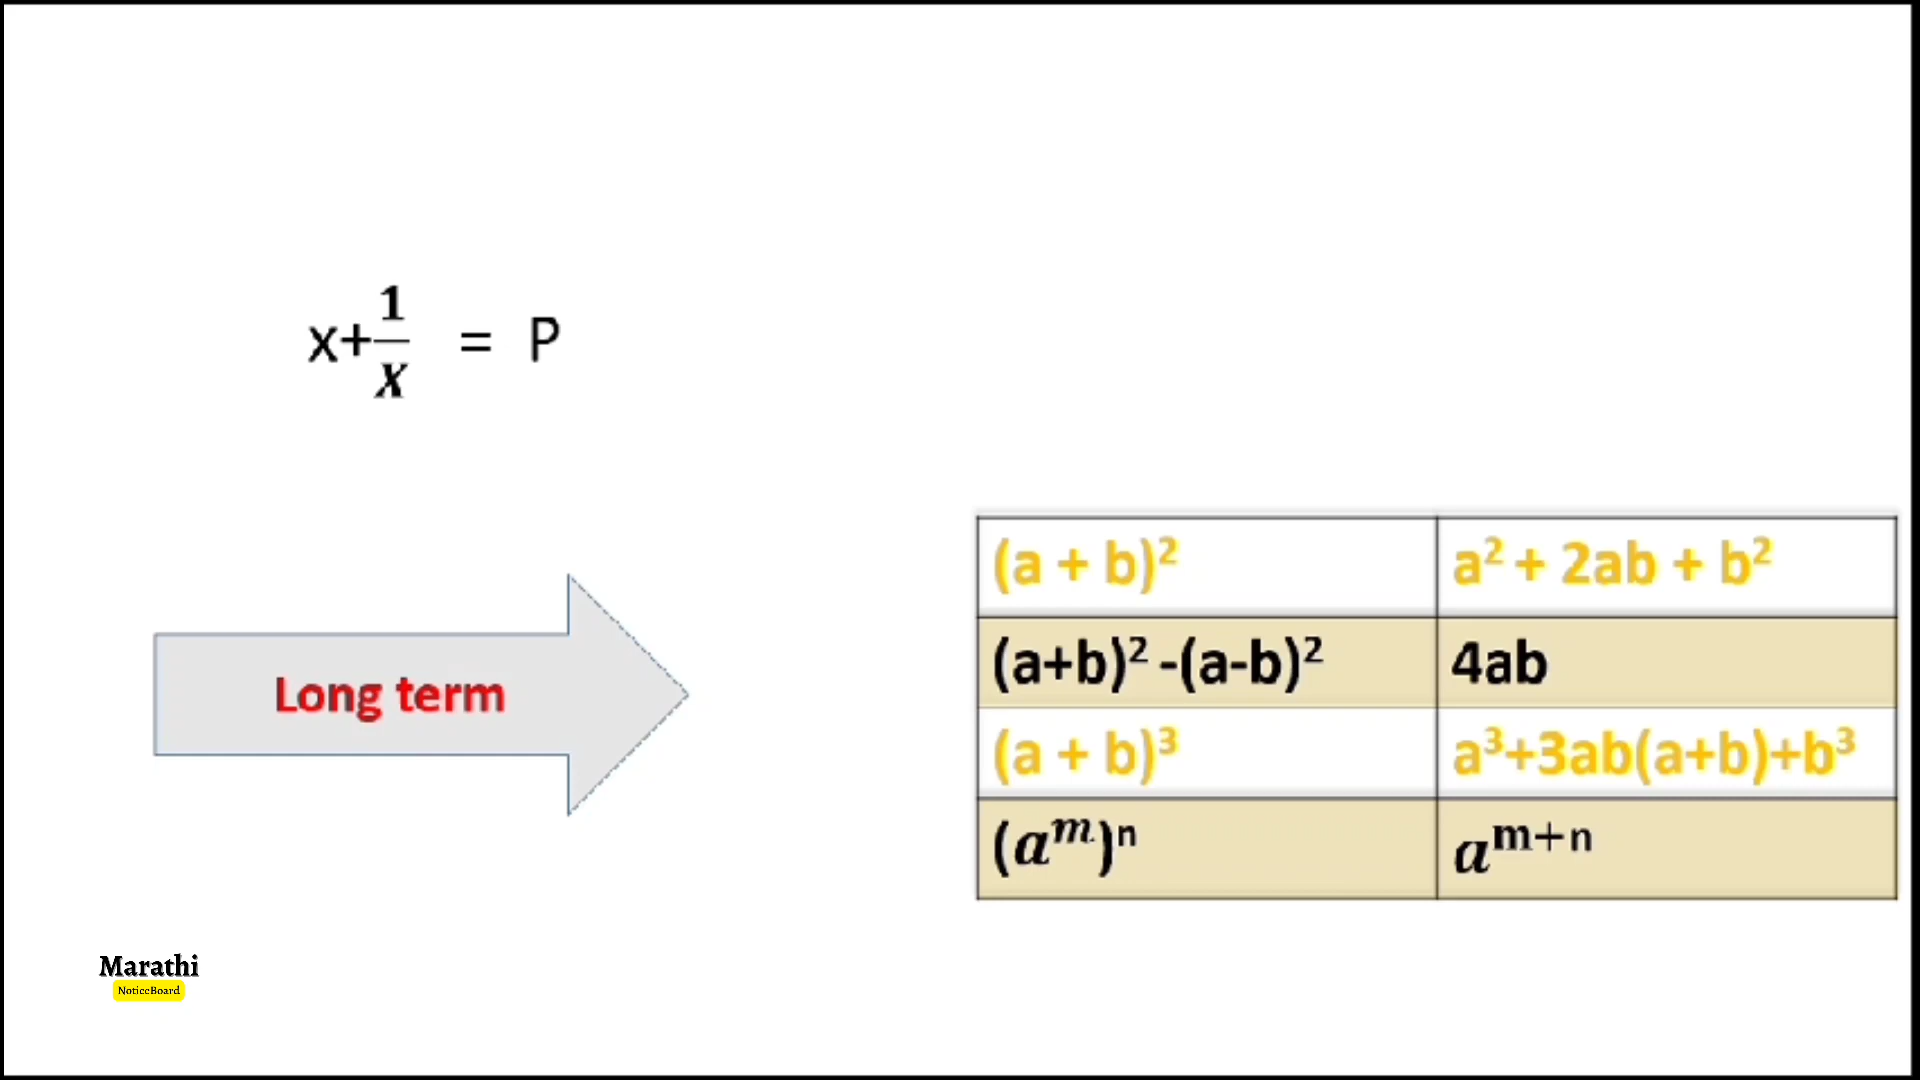 x+1/x = P
Long term
(a + b)² a² + 2ab + b²
(a+b)² -(a-b)² 4ab
(a + b)³ a³+3ab(a+b)+b³
(aᵐ)ⁿ aᵐ⁺ⁿ
Marathi
NoticeBoard